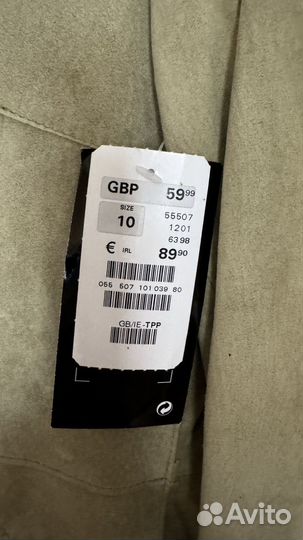 GBP 59.99
SIZE 55507
10 1201
6398
€ IRL 89.90
055 507 101 039 80
GB/IE-TPP
Avito